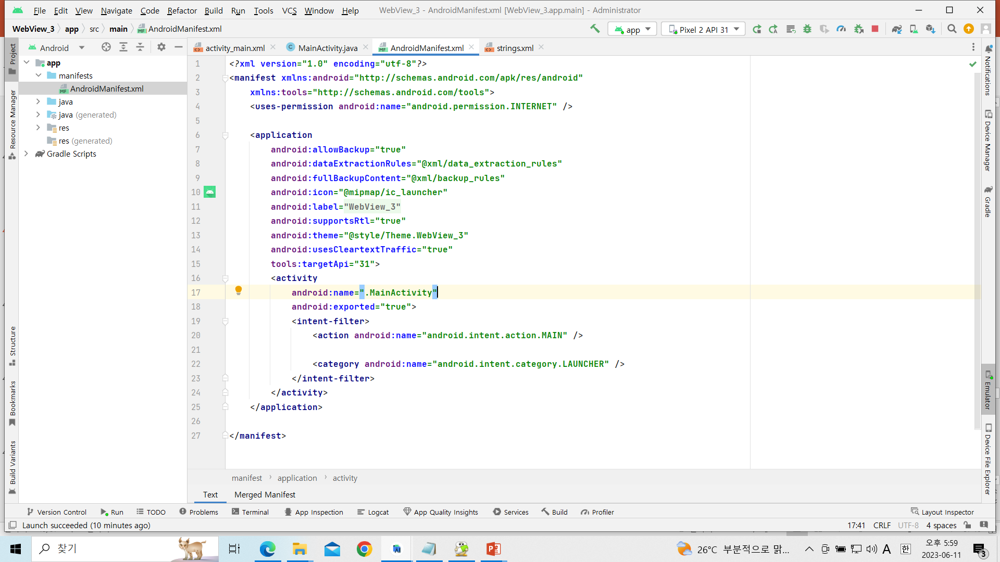 File Edit View Navigate Code Refactor Build Run Tools VCS Window Help WebView_3 - AndroidManifest.xml [WebView_3.app.main] - Administrator
WebView_3 app src main AndroidManifest.xml app Pixel 2 API 31
Android activity_main.xml MainActivity.java AndroidManifest.xml strings.xml
Project
Resource Manager
Structure
Bookmarks
Build Variants
app
manifests
AndroidManifest.xml
java
java (generated)
res
res (generated)
Gradle Scripts
1 <?xml version="1.0" encoding="utf-8"?>
2 <manifest xmlns:android="http://schemas.android.com/apk/res/android"
3 xmlns:tools="http://schemas.android.com/tools">
4 <uses-permission android:name="android.permission.INTERNET" />
5
6 <application
7 android:allowBackup="true"
8 android:dataExtractionRules="@xml/data_extraction_rules"
9 android:fullBackupContent="@xml/backup_rules"
10 android:icon="@mipmap/ic_launcher"
11 android:label="WebView_3"
12 android:supportsRtl="true"
13 android:theme="@style/Theme.WebView_3"
14 android:usesCleartextTraffic="true"
15 tools:targetApi="31">
16 <activity
17 android:name=".MainActivity"
18 android:exported="true">
19 <intent-filter>
20 <action android:name="android.intent.action.MAIN" />
21
22 <category android:name="android.intent.category.LAUNCHER" />
23 </intent-filter>
24 </activity>
25 </application>
26
27 </manifest>
Notifications
Device Manager
Gradle
Emulator
Device File Explorer
manifest application activity
Text Merged Manifest
Version Control Run TODO Problems Terminal App Inspection Logcat App Quality Insights Services Build Profiler Layout Inspector
Launch succeeded (10 minutes ago) 17:41 CRLF UTF-8 4 spaces
찾기 26°C 부분적으로 맑... A 한 오후 5:59
2023-06-11 3